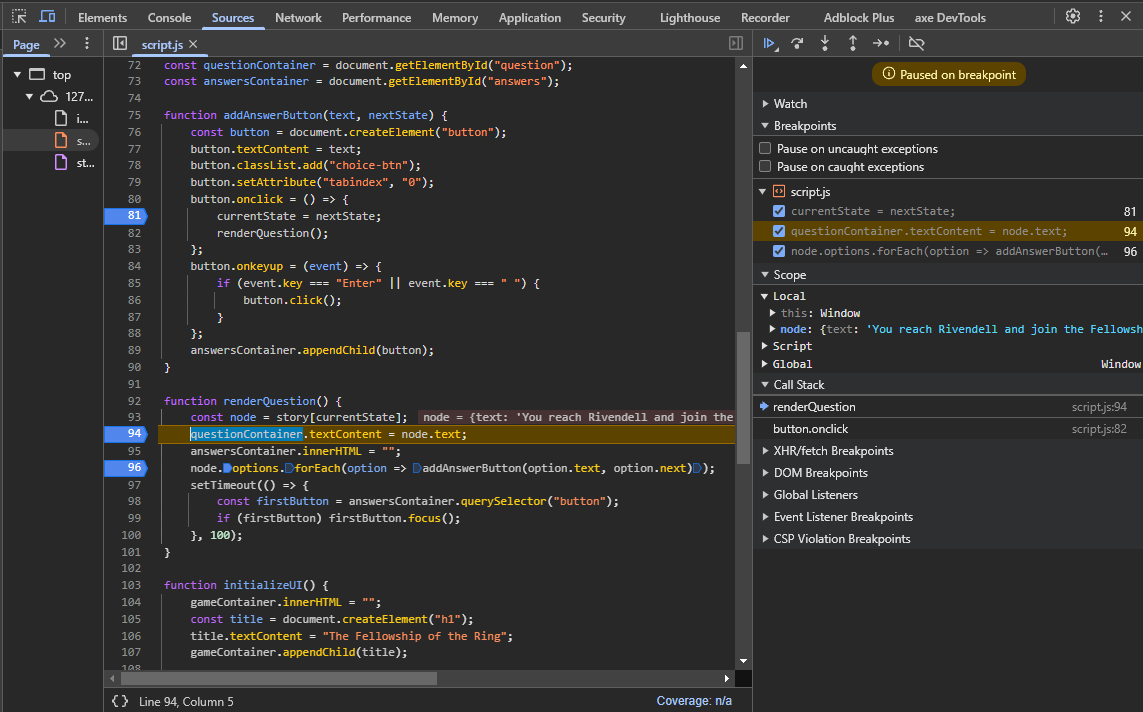 Elements Console Sources Network Performance Memory Application Security Lighthouse Recorder Adblock Plus axe DevTools
Page
script.js
top
127...
i...
s...
st...
72 const questionContainer = document.getElementById("question");
73 const answersContainer = document.getElementById("answers");
74
75 function addAnswerButton(text, nextState) {
76 const button = document.createElement("button");
77 button.textContent = text;
78 button.classList.add("choice-btn");
79 button.setAttribute("tabindex", "0");
80 button.onclick = () => {
81 currentState = nextState;
82 renderQuestion();
83 };
84 button.onkeyup = (event) => {
85 if (event.key === "Enter" || event.key === " ") {
86 button.click();
87 }
88 };
89 answersContainer.appendChild(button);
90 }
91
92 function renderQuestion() {
93 const node = story[currentState]; node = {text: 'You reach Rivendell and join the
94 questionContainer.textContent = node.text;
95 answersContainer.innerHTML = "";
96 node.options.forEach(option => addAnswerButton(option.text, option.next));
97 setTimeout(() => {
98 const firstButton = answersContainer.querySelector("button");
99 if (firstButton) firstButton.focus();
100 }, 100);
101 }
102
103 function initializeUI() {
104 gameContainer.innerHTML = "";
105 const title = document.createElement("h1");
106 title.textContent = "The Fellowship of the Ring";
107 gameContainer.appendChild(title);
108
{} Line 94, Column 5 Coverage: n/a
Paused on breakpoint
Watch
Breakpoints
Pause on uncaught exceptions
Pause on caught exceptions
script.js
currentState = nextState; 81
questionContainer.textContent = node.text; 94
node.options.forEach(option => addAnswerButton(… 96
Scope
Local
this: Window
node: {text: 'You reach Rivendell and join the Fellowsh
Script
Global Window
Call Stack
renderQuestion script.js:94
button.onclick script.js:82
XHR/fetch Breakpoints
DOM Breakpoints
Global Listeners
Event Listener Breakpoints
CSP Violation Breakpoints